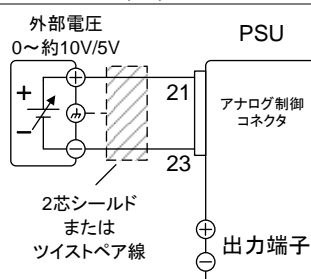 外部電圧
0~約10V/5V
PSU
+
−
21
23
アナログ制御
コネクタ
2芯シールド
または
ツイストペア線
出力端子